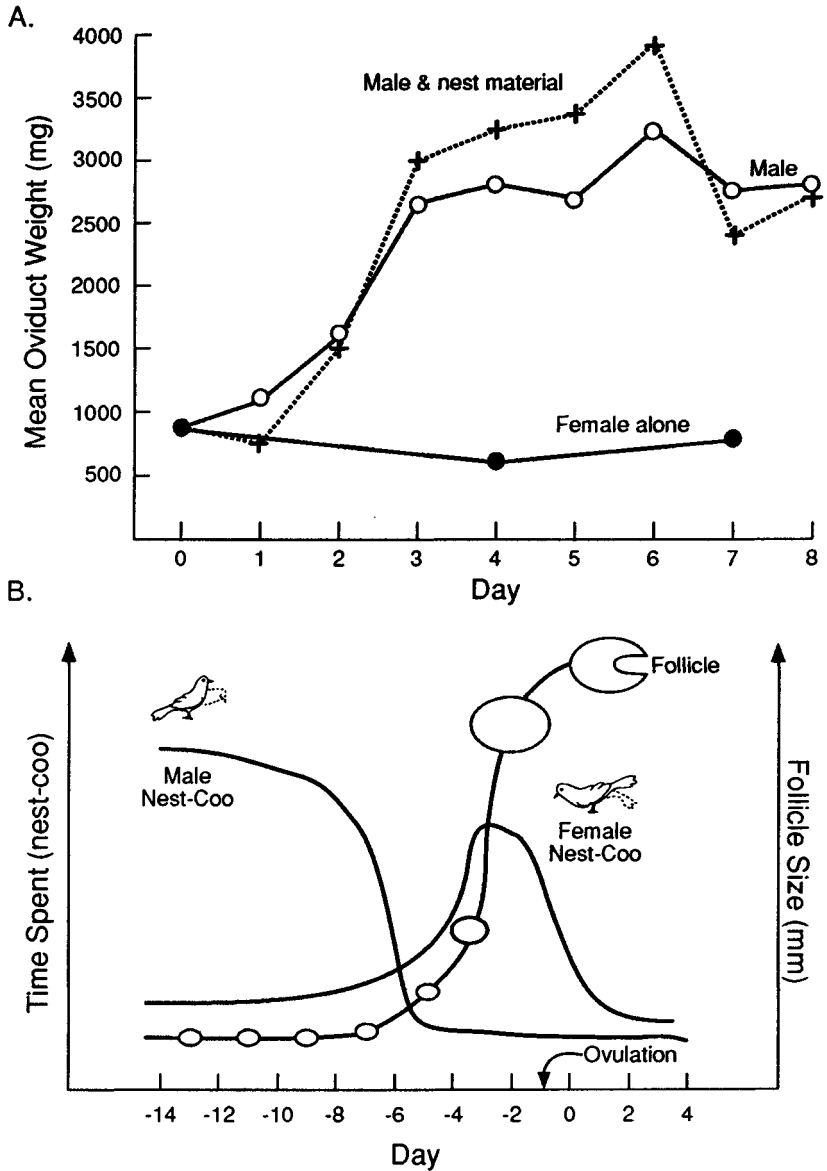 A.
Mean Oviduct Weight (mg)
4000
3500
3000
2500
2000
1500
1000
500
Male & nest material
Male
Female alone
0 1 2 3 4 5 6 7 8
Day
B.
Time Spent (nest-coo)
Male
Nest-Coo
Follicle
Female
Nest-Coo
Follicle Size (mm)
Ovulation
-14 -12 -10 -8 -6 -4 -2 0 2 4
Day